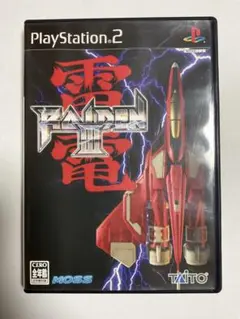 PlayStation 2
雷電
RAIDEN III
CERO
全年齢
MOSS
TAITO